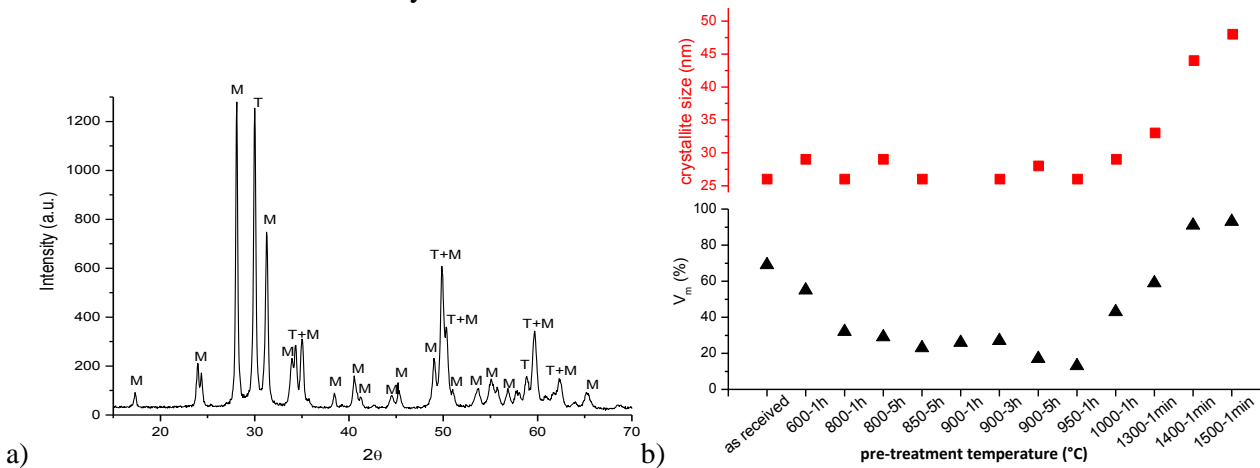 a)
Intensity (a.u.)
1200
1000
800
600
400
200
0
M
M
M
T
M
M
T+M
M
M
M
M
M
M
T+M
T+M
M
M
M
M
T
T+M
T+M
M
20
30
40
50
60
70
2θ
b)
crystallite size (nm)
50
45
40
35
30
25
Vm (%)
100
80
60
40
20
0
as received
600-1h
800-1h
800-5h
850-5h
900-1h
900-3h
900-5h
950-1h
1000-1h
1300-1min
1400-1min
1500-1min
pre-treatment temperature (°C)